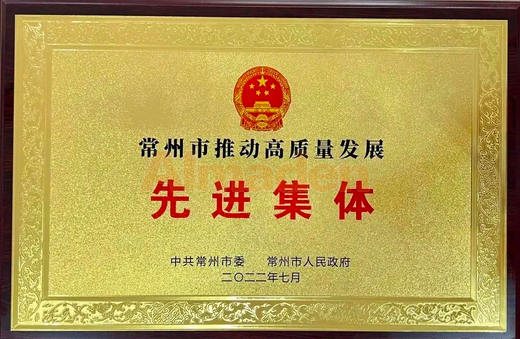 常州市推动高质量发展
先进集体
中共常州市委 常州市人民政府
二〇二二年七月